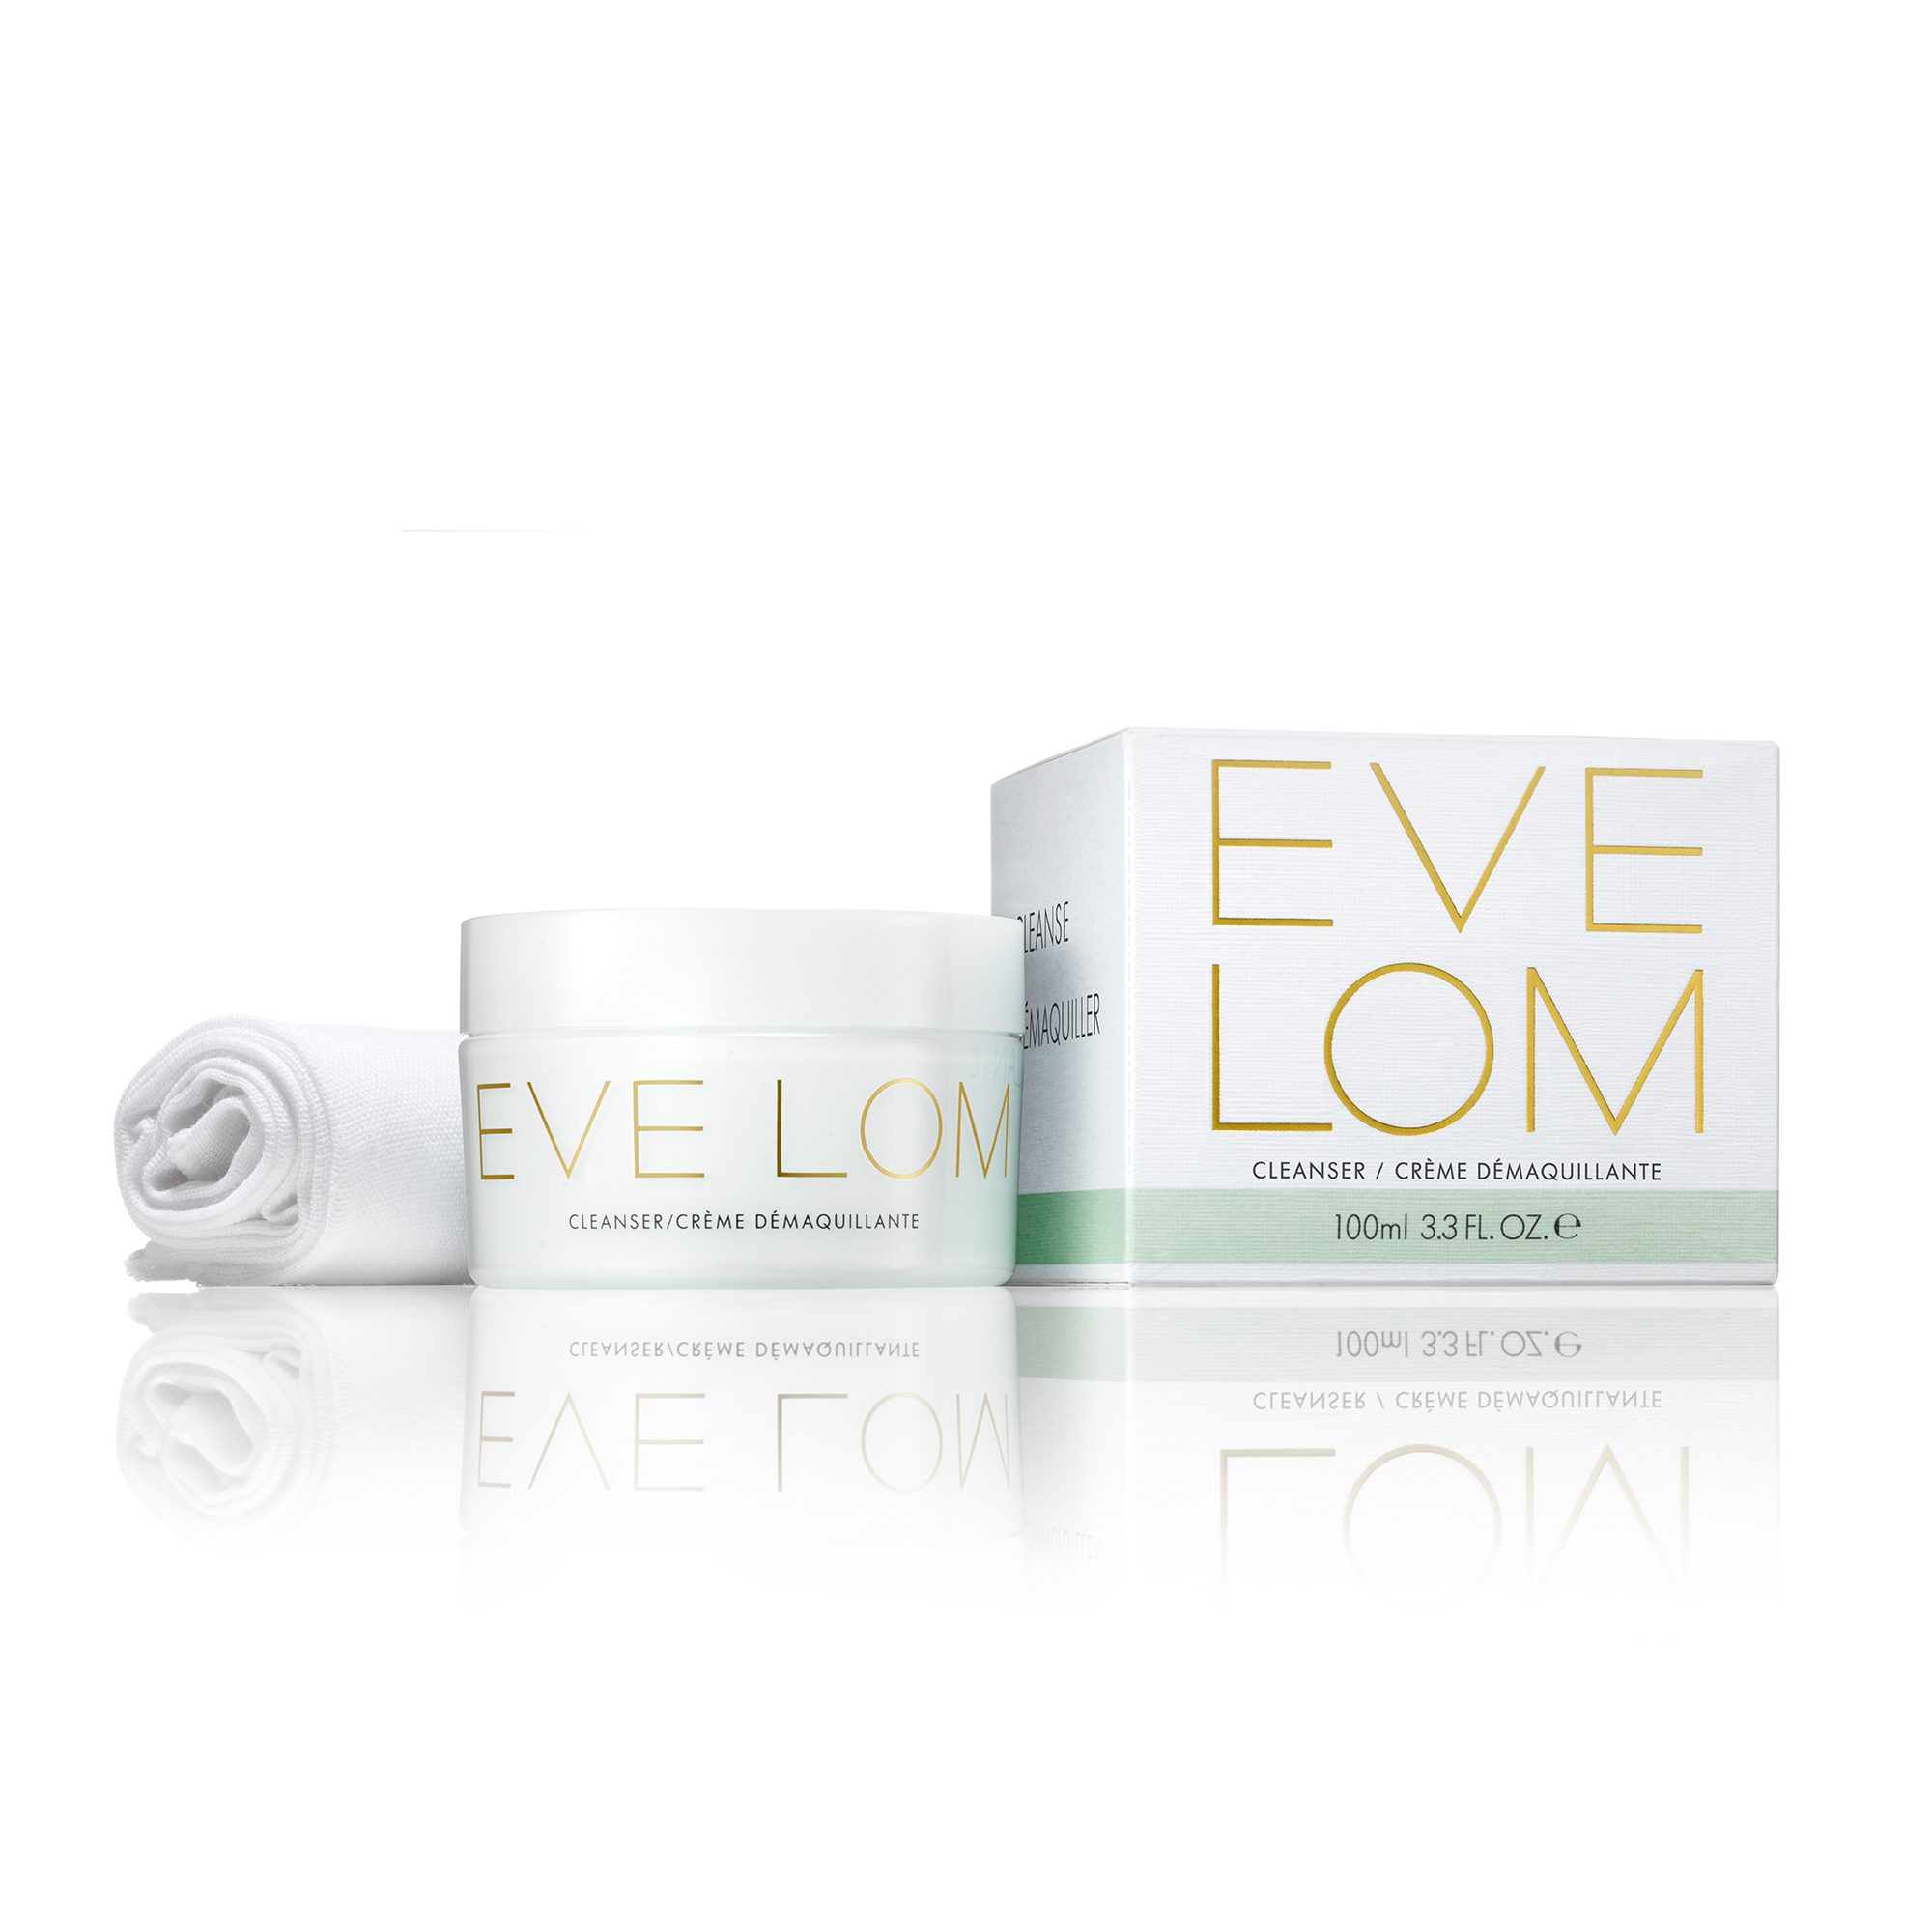 EVE LOM
CLEANSER/CRÈME DÉMAQUILLANTE
CLEANSE
DÉMAQUILLER
EVE
LOM
CLEANSER / CRÈME DÉMAQUILLANTE
100ml 3.3 FL. OZ. ℮